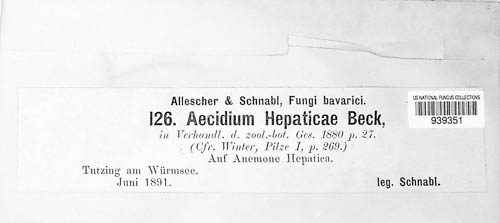 Allescher & Schnabl, Fungi bavarici.
126. Aecidium Hepaticae Beck,
in Verhandl. d. zool.-bot. Ges. 1880 p. 27.
(Cfr. Winter, Pilze I, p. 269.)
Auf Anemone Hepatica.
Tutzing am Würmsee.
Juni 1891.
leg. Schnabl.
US NATIONAL FUNGUS COLLECTIONS
939351